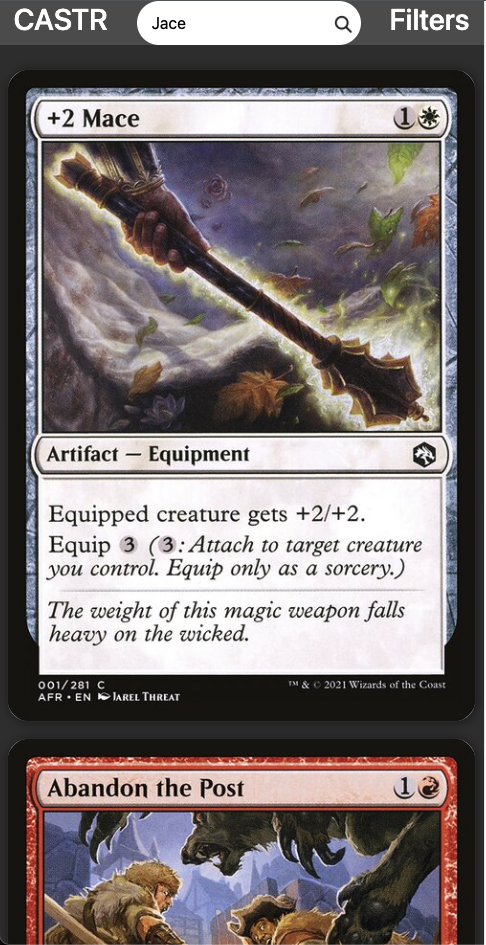 CASTR
Jace
Filters
+2 Mace
1
Artifact — Equipment
Equipped creature gets +2/+2.
Equip 3 (3: Attach to target creature
you control. Equip only as a sorcery.)
The weight of this magic weapon falls
heavy on the wicked.
001/281 C
™ & © 2021 Wizards of the Coast
AFR • EN JAREL THREAT
Abandon the Post
1